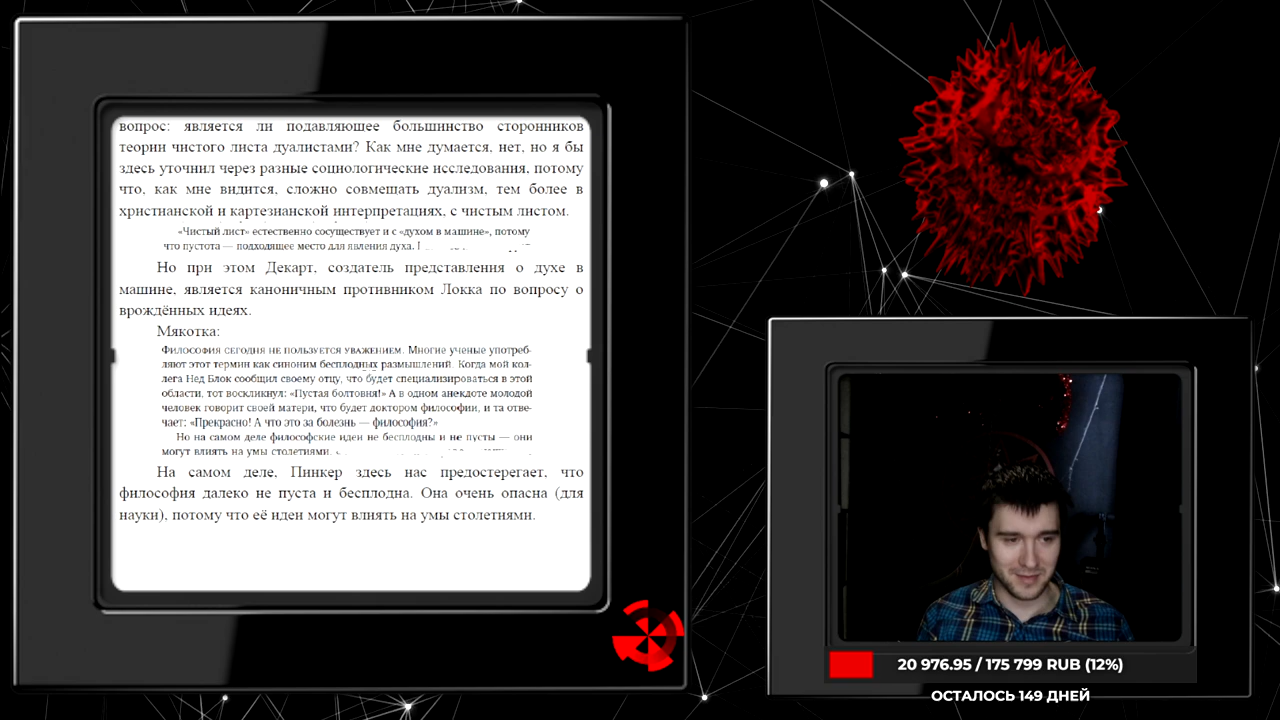 вопрос: является ли подавляющее большинство сторонников
теории чистого листа дуалистами? Как мне думается, нет, но я бы
здесь уточнил через разные социологические исследования, потому
что, как мне видится, сложно совмещать дуализм, тем более в
христианской и картезианской интерпретациях, с чистым листом.
«Чистый лист» естественно сосуществует и с «духом в машине», потому
что пустота — подходящее место для явления духа.
Но при этом Декарт, создатель представления о духе в
машине, является каноничным противником Локка по вопросу о
врождённых идеях.
Мякотка:
Философия сегодня не пользуется уважением. Многие ученые употреб-
ляют этот термин как синоним бесплодных размышлений. Когда мой кол-
лега Нед Блок сообщил своему отцу, что будет специализироваться в этой
области, тот воскликнул: «Пустая болтовня!» А в одном анекдоте молодой
человек говорит своей матери, что будет доктором философии, и та отве-
чает: «Прекрасно! А что это за болезнь — философия?»
Но на самом деле философские идеи не бесплодны и не пусты — они
могут влиять на умы столетиями.
На самом деле, Пинкер здесь нас предостерегает, что
философия далеко не пуста и бесплодна. Она очень опасна (для
науки), потому что её идеи могут влиять на умы столетиями.
20 976.95 / 175 799 RUB (12%)
ОСТАЛОСЬ 149 ДНЕЙ